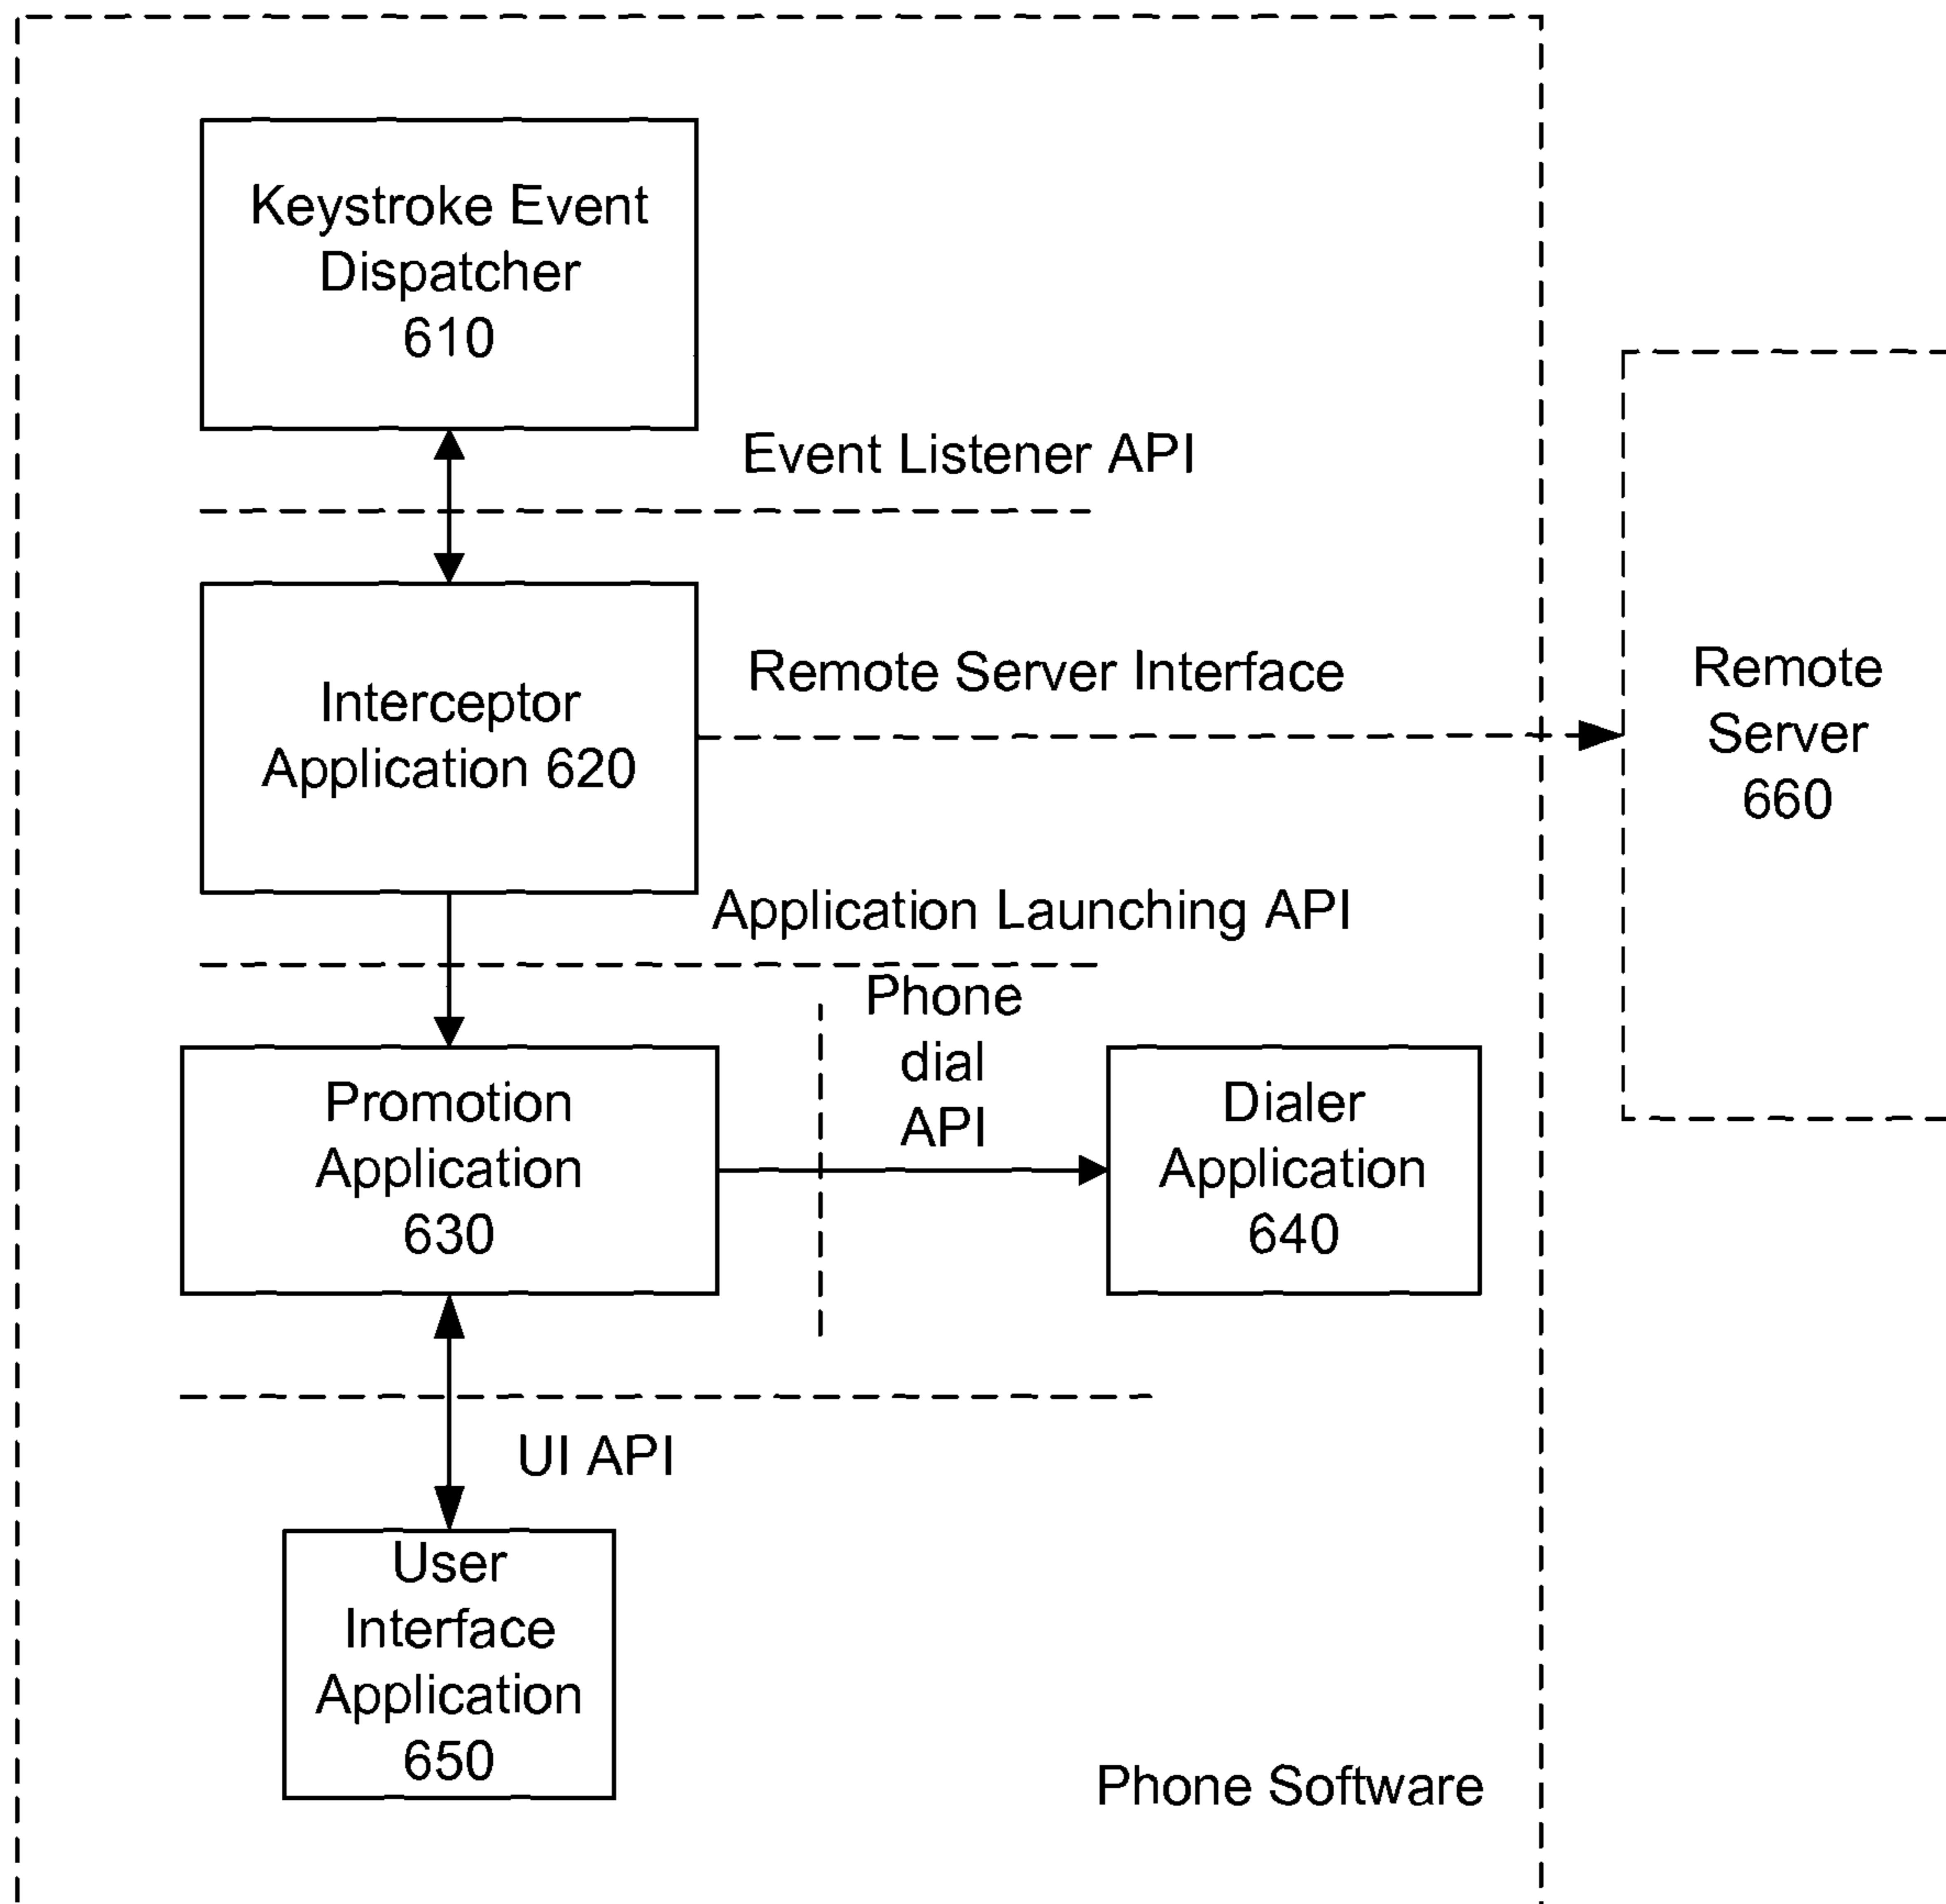 Keystroke Event
Dispatcher
610
Event Listener API
Interceptor
Application 620
Remote Server Interface
Remote
Server
660
Application Launching API
Phone
dial
API
Promotion
Application
630
Dialer
Application
640
UI API
User
Interface
Application
650
Phone Software